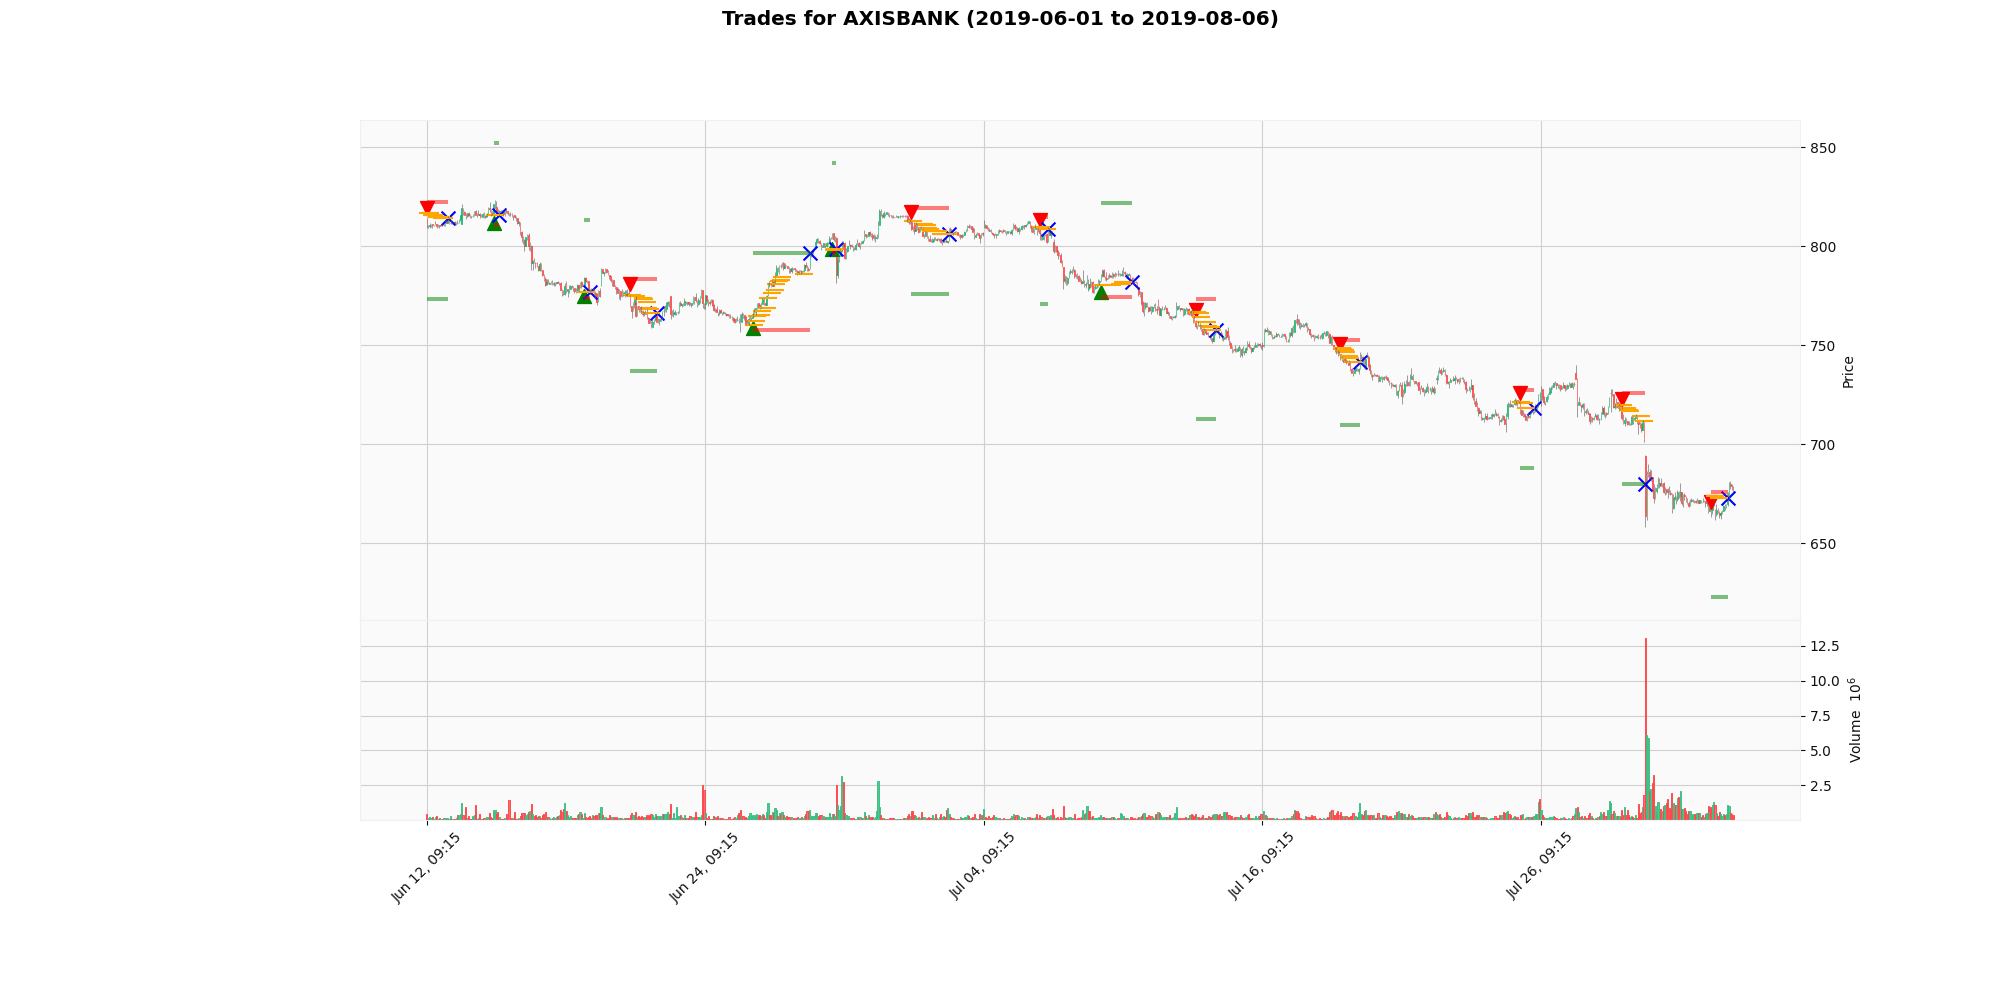 Trades for AXISBANK (2019-06-01 to 2019-08-06)
850
800
750
700
650
Price
12.5
10.0
7.5
5.0
2.5
Volume 10⁶
Jun 12, 09:15
Jun 24, 09:15
Jul 04, 09:15
Jul 16, 09:15
Jul 26, 09:15